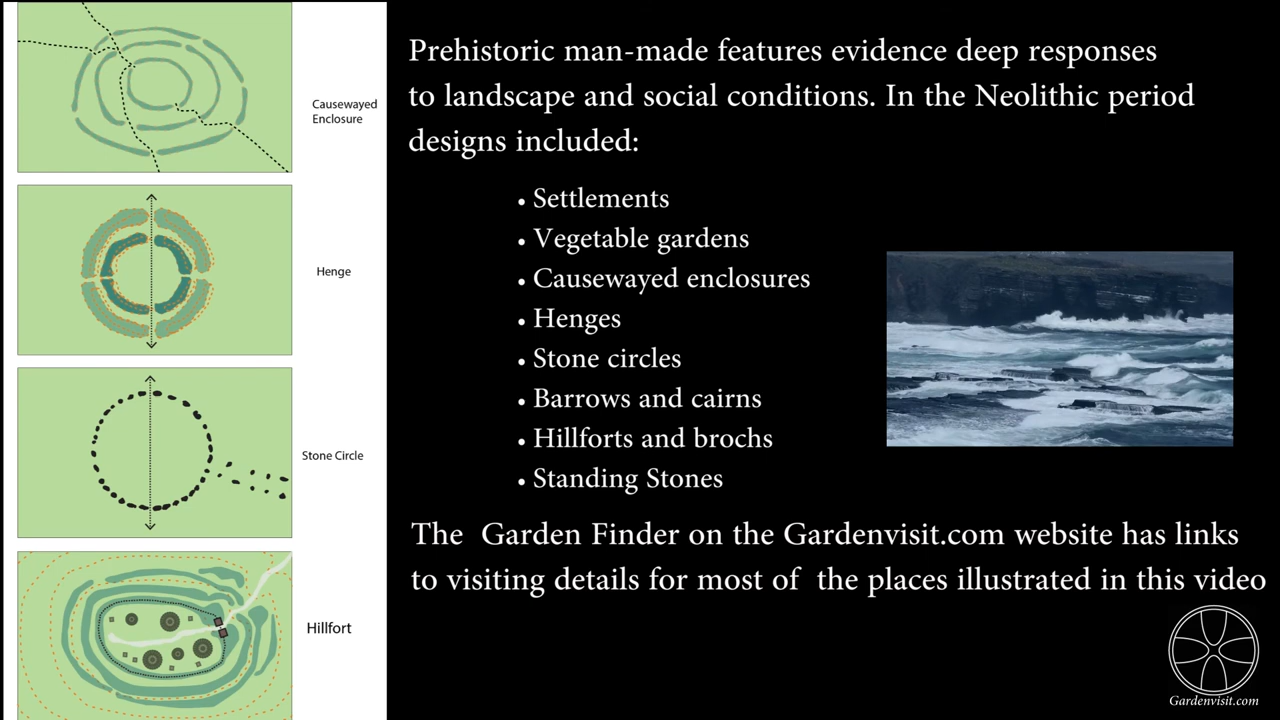 Causewayed
Enclosure
Henge
Stone Circle
Hillfort
Prehistoric man-made features evidence deep responses
to landscape and social conditions. In the Neolithic period
designs included:
• Settlements
• Vegetable gardens
• Causewayed enclosures
• Henges
• Stone circles
• Barrows and cairns
• Hillforts and brochs
• Standing Stones
The Garden Finder on the Gardenvisit.com website has links
to visiting details for most of the places illustrated in this video
Gardenvisit.com